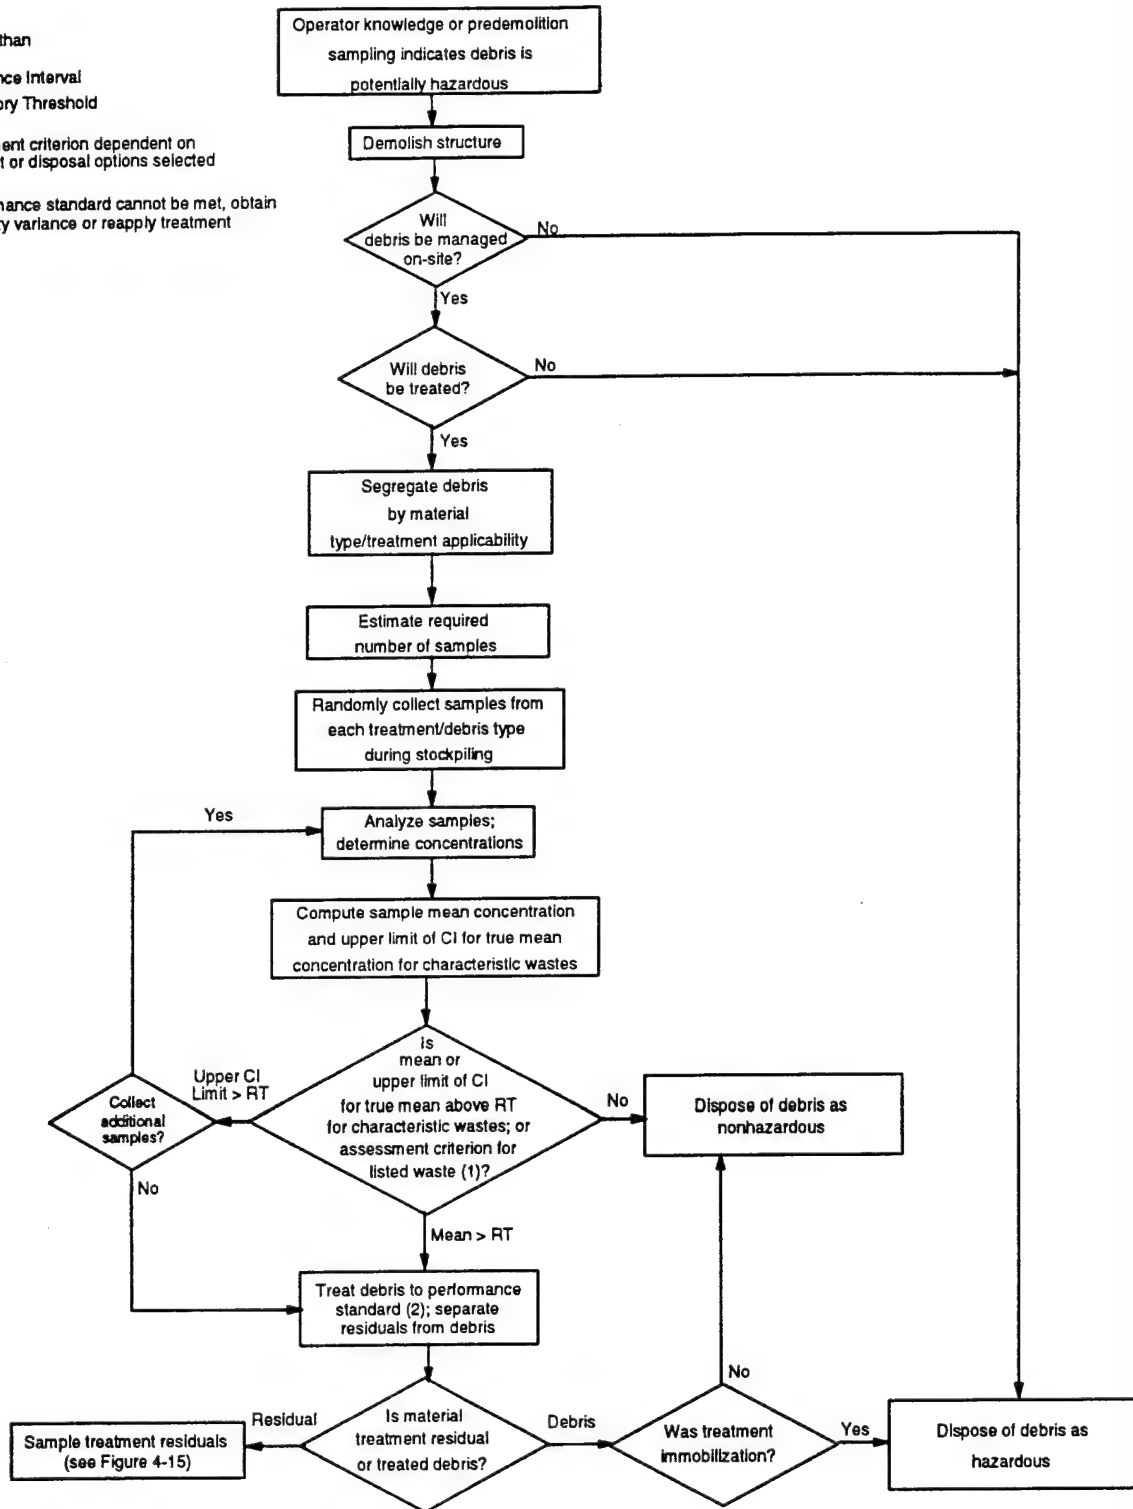 than
Interval
Threshold
criterion dependent on
or disposal options selected
standard cannot be met, obtain
variance or reapply treatment
Operator knowledge or predemolition
sampling indicates debris is
potentially hazardous
Demolish structure
Will
debris be managed
on-site?
No
Yes
Will debris
be treated?
No
Yes
Segregate debris
by material
type/treatment applicability
Estimate required
number of samples
Randomly collect samples from
each treatment/debris type
during stockpiling
Yes
Analyze samples;
determine concentrations
Compute sample mean concentration
and upper limit of CI for true mean
concentration for characteristic wastes
Is
mean or
upper limit of CI
for true mean above RT
for characteristic wastes; or
assessment criterion for
listed waste (1)?
Upper CI
Limit > RT
Collect
additional
samples?
No
No
Dispose of debris as
nonhazardous
Mean > RT
Treat debris to performance
standard (2); separate
residuals from debris
Is material
treatment residual
or treated debris?
Residual
Sample treatment residuals
(see Figure 4-15)
Debris
Was treatment
immobilization?
No
Yes
Dispose of debris as
hazardous